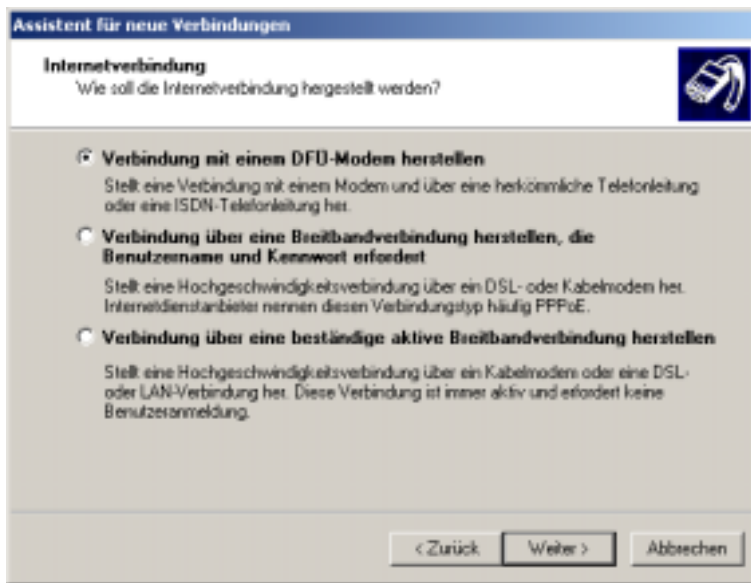 Assistent für neue Verbindungen
Internetverbindung
Wie soll die Internetverbindung hergestellt werden?
Verbindung mit einem DFÜ-Modem herstellen
Stellt eine Verbindung mit einem Modem und über eine herkömmliche Telefonleitung
oder eine ISDN-Telefonleitung her.
Verbindung über eine Breitbandverbindung herstellen, die
Benutzername und Kennwort erfordert
Stellt eine Hochgeschwindigkeitsverbindung über ein DSL- oder Kabelmodem her.
Internetdienstanbieter nennen diesen Verbindungstyp häufig PPPoE.
Verbindung über eine beständige aktive Breitbandverbindung herstellen
Stellt eine Hochgeschwindigkeitsverbindung über ein Kabelmodem oder eine DSL-
oder LAN-Verbindung her. Diese Verbindung ist immer aktiv und erfordert keine
Benutzeranmeldung.
< Zurück Weiter > Abbrechen